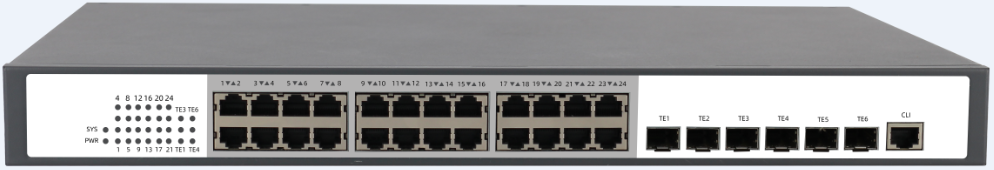 1▼▲2 3▼▲4 5▼▲6 7▼▲8 9▼▲10 11▼▲12 13▼▲14 15▼▲16 17▼▲18 19▼▲20 21▼▲22 23▼▲24
4 8 12 16 20 24
TE3 TE6
TE1 TE2 TE3 TE4 TE5 TE6 CLI
SYS
PWR
1 5 9 13 17 21 TE1 TE4